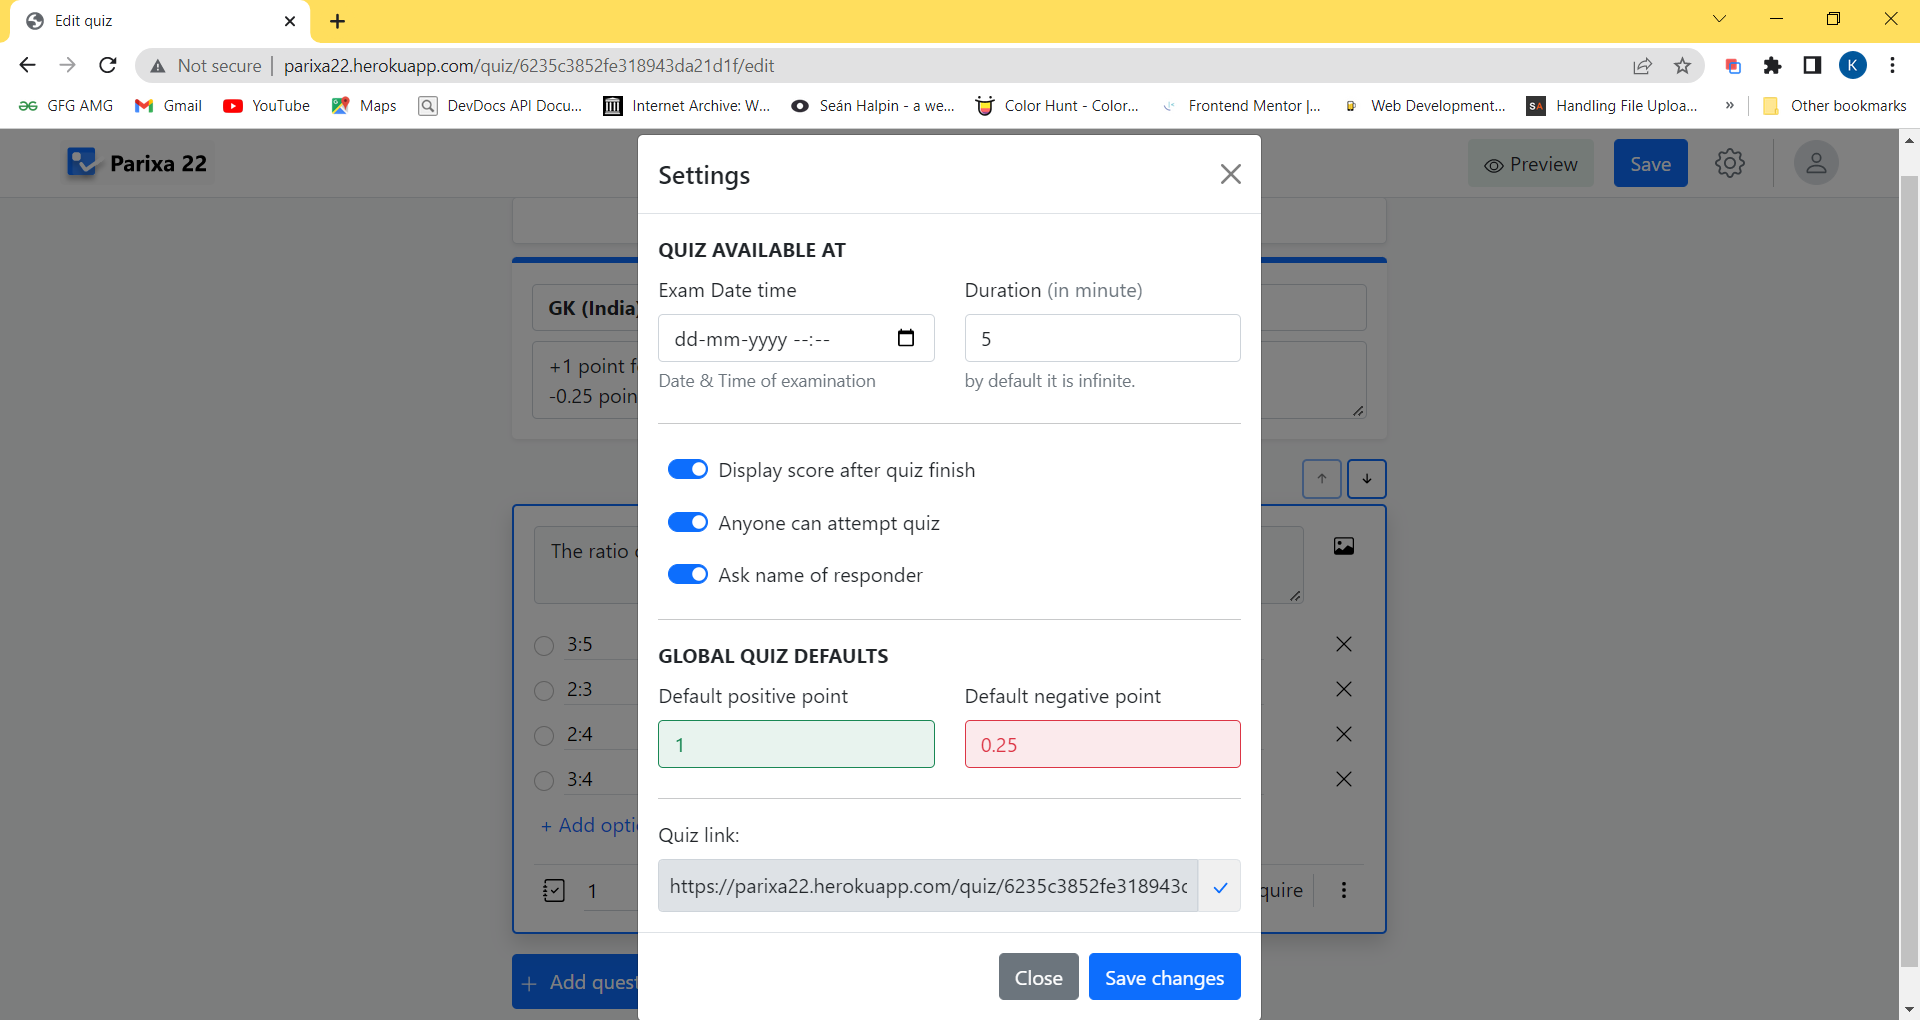 Edit quiz
Not secure
parixa22.herokuapp.com/quiz/6235c3852fe318943da21d1f/edit
K
GFG AMG
Gmail
YouTube
Maps
DevDocs API Docu...
Internet Archive: W...
Seán Halpin - a we...
Color Hunt - Color...
Frontend Mentor |...
Web Development...
SA
Handling File Uploa...
»
Other bookmarks
Parixa 22
Preview
Save
Settings
QUIZ AVAILABLE AT
Exam Date time
Duration (in minute)
dd-mm-yyyy --:--
5
Date & Time of examination
by default it is infinite.
Display score after quiz finish
Anyone can attempt quiz
Ask name of responder
GLOBAL QUIZ DEFAULTS
Default positive point
Default negative point
1
0.25
Quiz link:
https://parixa22.herokuapp.com/quiz/6235c3852fe318943
Close
Save changes
GK (India)
+1 point
-0.25
The ratio
3:5
2:3
2:4
3:4
+ Add
1
+ Add